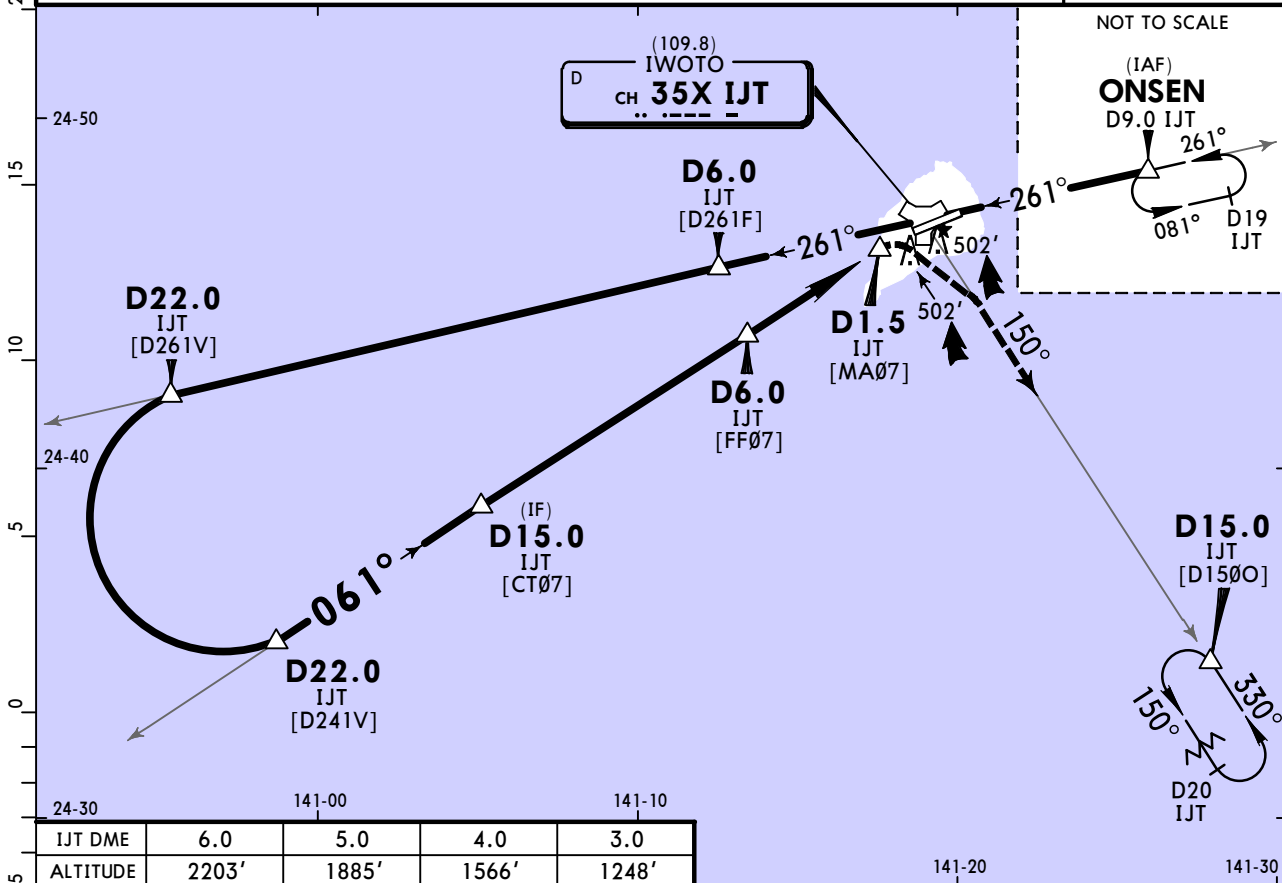 NOT TO SCALE
(109.8)
IWOTO
D
CH 35X IJT
(IAF)
ONSEN
D9.0 IJT
261°
081°
D19
IJT
24-50
15
D6.0
IJT
[D261F]
261°
261°
502'
502'
D22.0
IJT
[D261V]
D1.5
IJT
[MAØ7]
150°
10
D6.0
IJT
[FFØ7]
24-40
5
(IF)
D15.0
IJT
[CTØ7]
061°
D15.0
IJT
[D15ØO]
D22.0
IJT
[D241V]
0
150°
330°
D20
IJT
24-30
141-00
141-10
141-20
141-30
IJT DME 6.0 5.0 4.0 3.0
ALTITUDE 2203' 1885' 1566' 1248'